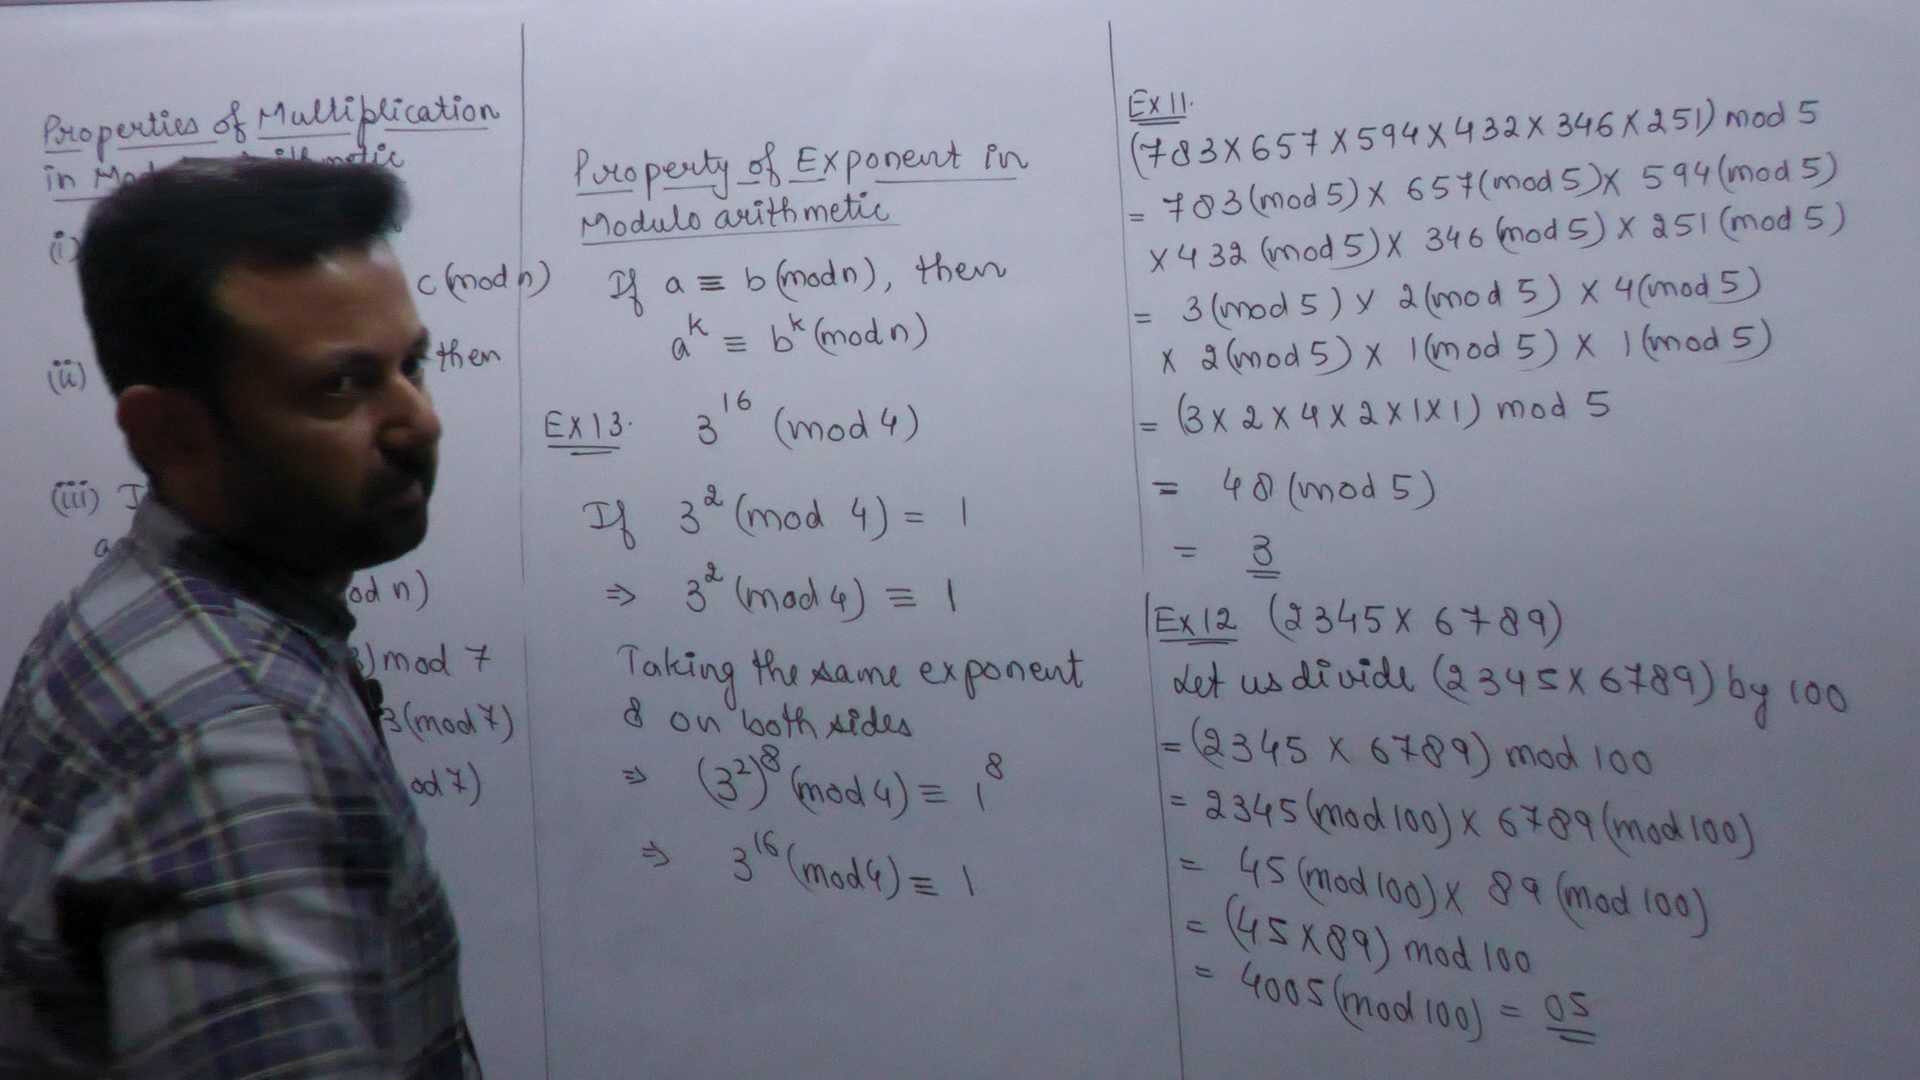 Properties of Multiplication
in
(i)
c (mod n)
(ii)
then
(iii)
a
od n)
) mod 7
3 (mod 7)
od 7)
Property of Exponent in
Modulo arithmetic
If a ≡ b (mod n), then
a^k ≡ b^k (mod n)
Ex 13. 3^16 (mod 4)
If 3^2 (mod 4) = 1
⇒ 3^2 (mod 4) ≡ 1
Taking the same exponent
8 on both sides
⇒ (3^2)^8 (mod 4) ≡ 1^8
⇒ 3^16 (mod 4) ≡ 1
Ex 11.
(783 × 657 × 594 × 432 × 346 × 251) mod 5
= 783 (mod 5) × 657 (mod 5) × 594 (mod 5)
× 432 (mod 5) × 346 (mod 5) × 251 (mod 5)
= 3 (mod 5) × 2 (mod 5) × 4 (mod 5)
× 2 (mod 5) × 1 (mod 5) × 1 (mod 5)
= (3 × 2 × 4 × 2 × 1 × 1) mod 5
= 48 (mod 5)
= 3
Ex 12 (2345 × 6789)
Let us divide (2345 × 6789) by 100
= (2345 × 6789) mod 100
= 2345 (mod 100) × 6789 (mod 100)
= 45 (mod 100) × 89 (mod 100)
= (45 × 89) mod 100
= 4005 (mod 100) = 05